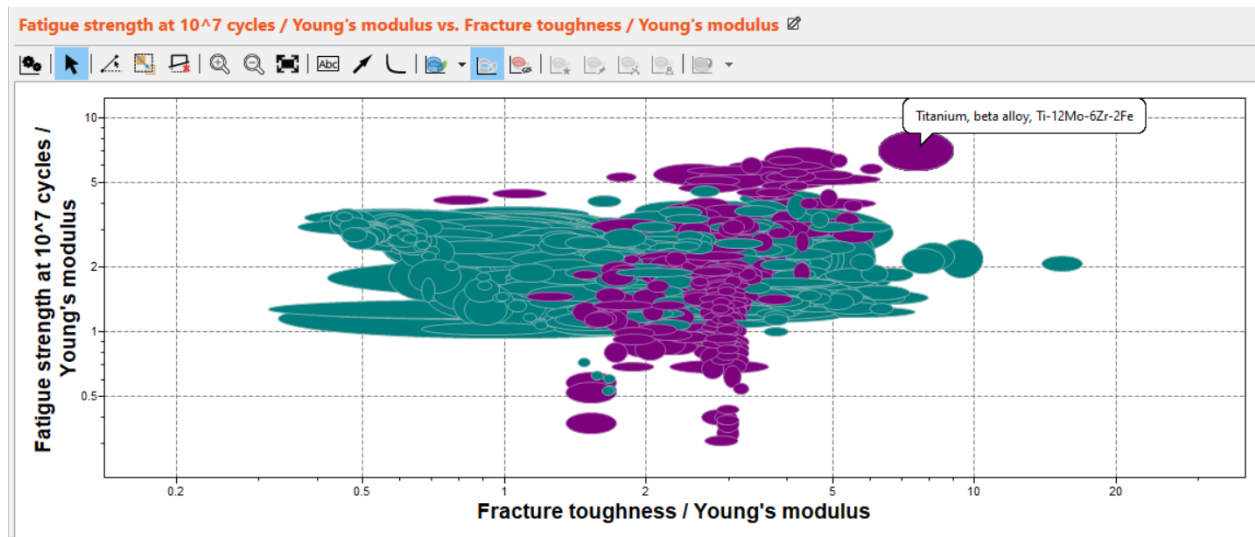 Fatigue strength at 10^7 cycles / Young's modulus vs. Fracture toughness / Young's modulus
Abc
Titanium, beta alloy, Ti-12Mo-6Zr-2Fe
Fatigue strength at 10^7 cycles /
Young's modulus
10
5
2
1
0.5
0.2
0.5
1
2
5
10
20
Fracture toughness / Young's modulus